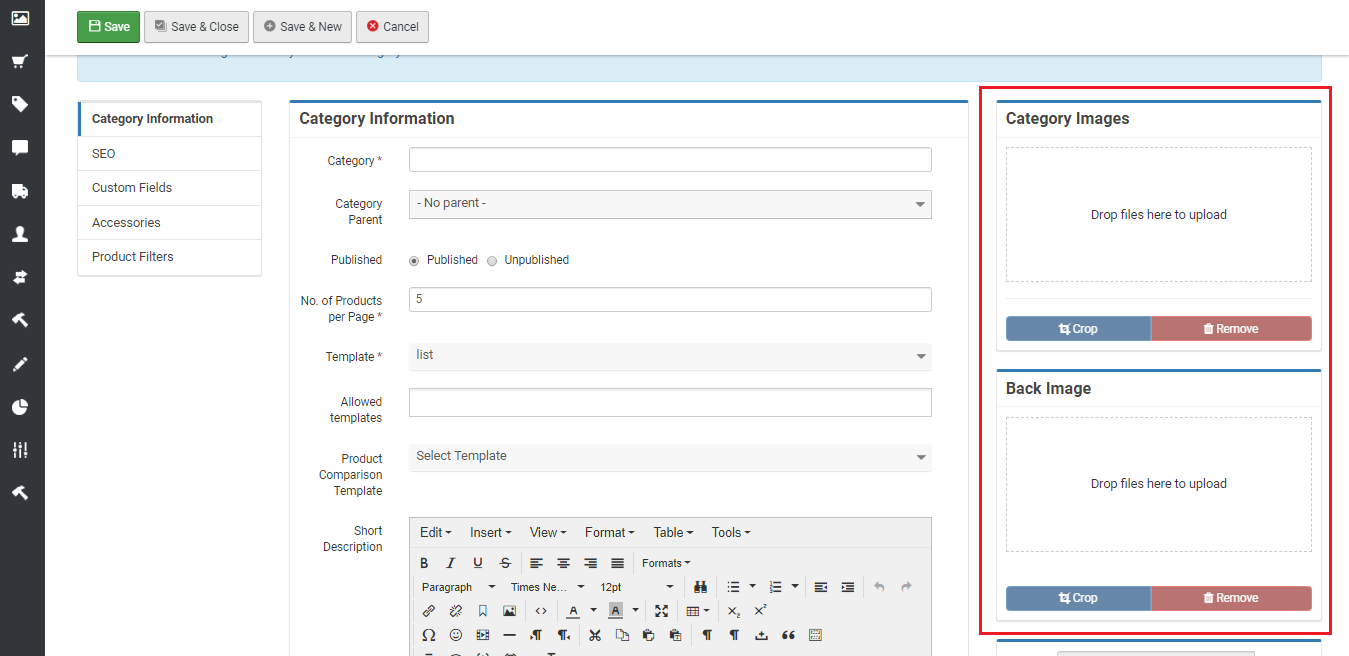 Save
Save & Close
Save & New
Cancel
Category Information
SEO
Custom Fields
Accessories
Product Filters
Category Information
Category *
Category
Parent
- No parent -
Published
Published
Unpublished
No. of Products
per Page *
5
Template *
list
Allowed
templates
Product
Comparison
Template
Select Template
Short
Description
Edit
Insert
View
Format
Table
Tools
Formats
Paragraph
Times Ne...
12pt
Category Images
Drop files here to upload
Crop
Remove
Back Image
Drop files here to upload
Crop
Remove